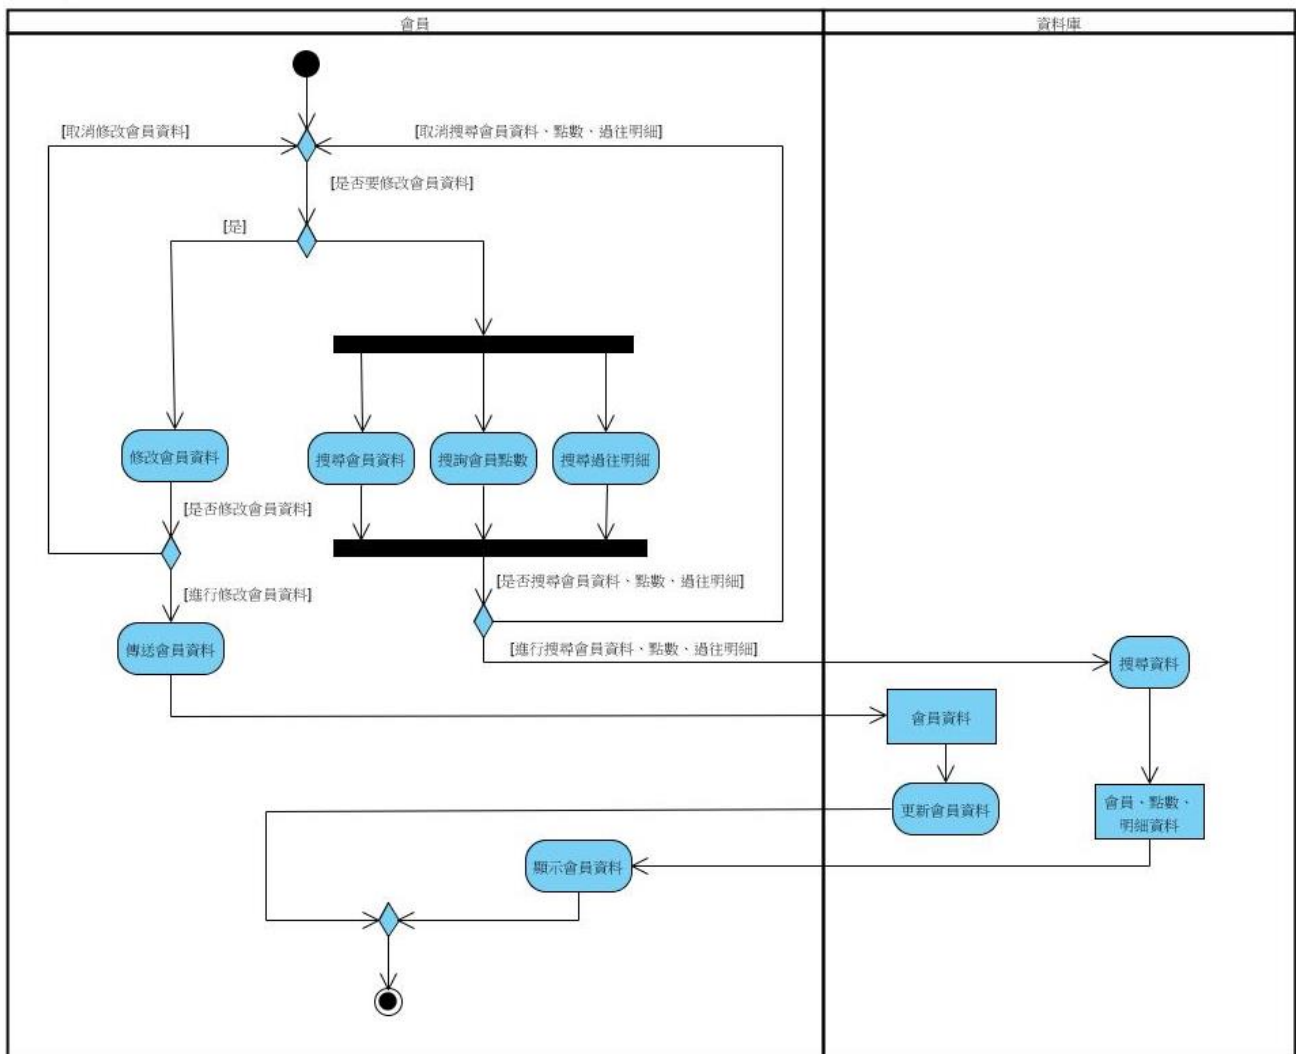 會員
資料庫
[取消修改會員資料]
[取消搜尋會員資料、點數、過往明細]
[是否要修改會員資料]
[是]
修改會員資料
搜尋會員資料
搜詢會員點數
搜尋過往明細
[是否修改會員資料]
[是否搜尋會員資料、點數、過往明細]
[進行修改會員資料]
傳送會員資料
[進行搜尋會員資料、點數、過往明細]
搜尋資料
會員資料
更新會員資料
會員、點數、
明細資料
顯示會員資料